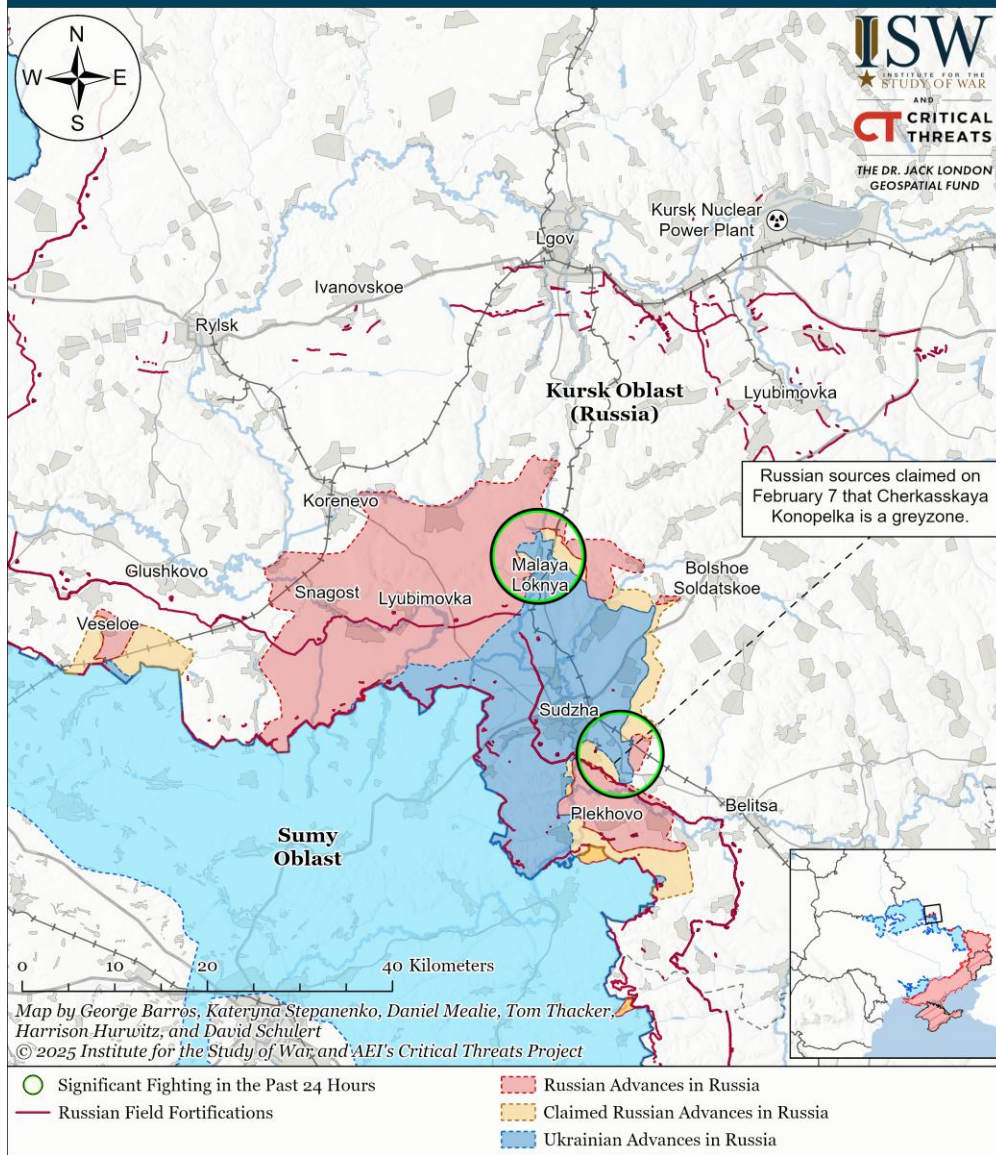 N
W E
S
ISW
INSTITUTE FOR THE
STUDY OF WAR
AND
CT CRITICAL
THREATS
THE DR. JACK LONDON
GEOSPATIAL FUND
Kursk Nuclear
Power Plant
Lgov
Ivanovskoe
Rylsk
Kursk Oblast
(Russia)
Lyubimovka
Russian sources claimed on
February 7 that Cherkasskaya
Konopelka is a greyzone.
Korenevo
Malaya
Loknya
Bolshoe
Soldatskoe
Glushkovo
Snagost
Lyubimovka
Veseloe
Sudzha
Plekhovo
Belitsa
Sumy
Oblast
0 10 20 40 Kilometers
Map by George Barros, Kateryna Stepanenko, Daniel Mealie, Tom Thacker,
Harrison Hurwitz, and David Schulert
© 2025 Institute for the Study of War and AEI's Critical Threats Project
Significant Fighting in the Past 24 Hours
Russian Field Fortifications
Russian Advances in Russia
Claimed Russian Advances in Russia
Ukrainian Advances in Russia